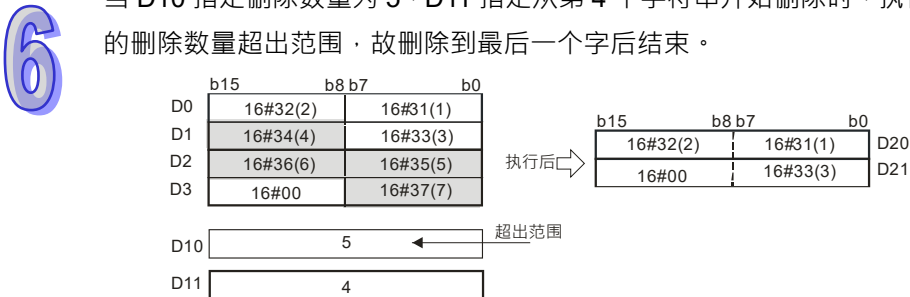 6
当 D10 指定删除数量为 5，D11 指定从第 4 个字符串开始删除时，执行
的删除数量超出范围，故删除到最后一个字后结束。
b15 b8 b7 b0
D0 16#32(2) 16#31(1)
D1 16#34(4) 16#33(3)
D2 16#36(6) 16#35(5)
D3 16#00 16#37(7)
执行后
b15 b8 b7 b0
16#32(2) 16#31(1) D20
16#00 16#33(3) D21
D10 5 超出范围
D11 4